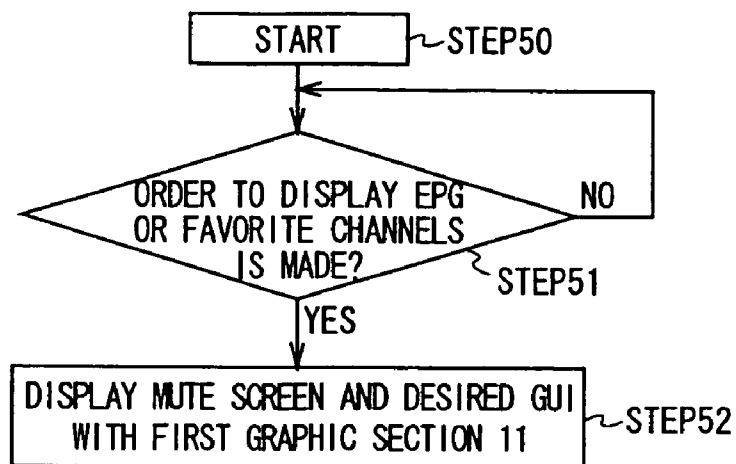 START
STEP50
ORDER TO DISPLAY EPG
OR FAVORITE CHANNELS
IS MADE?
NO
STEP51
YES
DISPLAY MUTE SCREEN AND DESIRED GUI
WITH FIRST GRAPHIC SECTION 11
STEP52